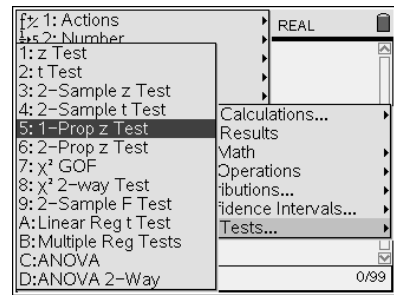 1: Actions
2: Number
REAL
1: z Test
2: t Test
3: 2-Sample z Test
4: 2-Sample t Test
5: 1-Prop z Test
6: 2-Prop z Test
7: χ² GOF
8: χ² 2-way Test
9: 2-Sample F Test
A: Linear Reg t Test
B: Multiple Reg Tests
C: ANOVA
D: ANOVA 2-Way
Calculations...
Results
Math
Operations
ributions...
fidence Intervals...
Tests...
0/99